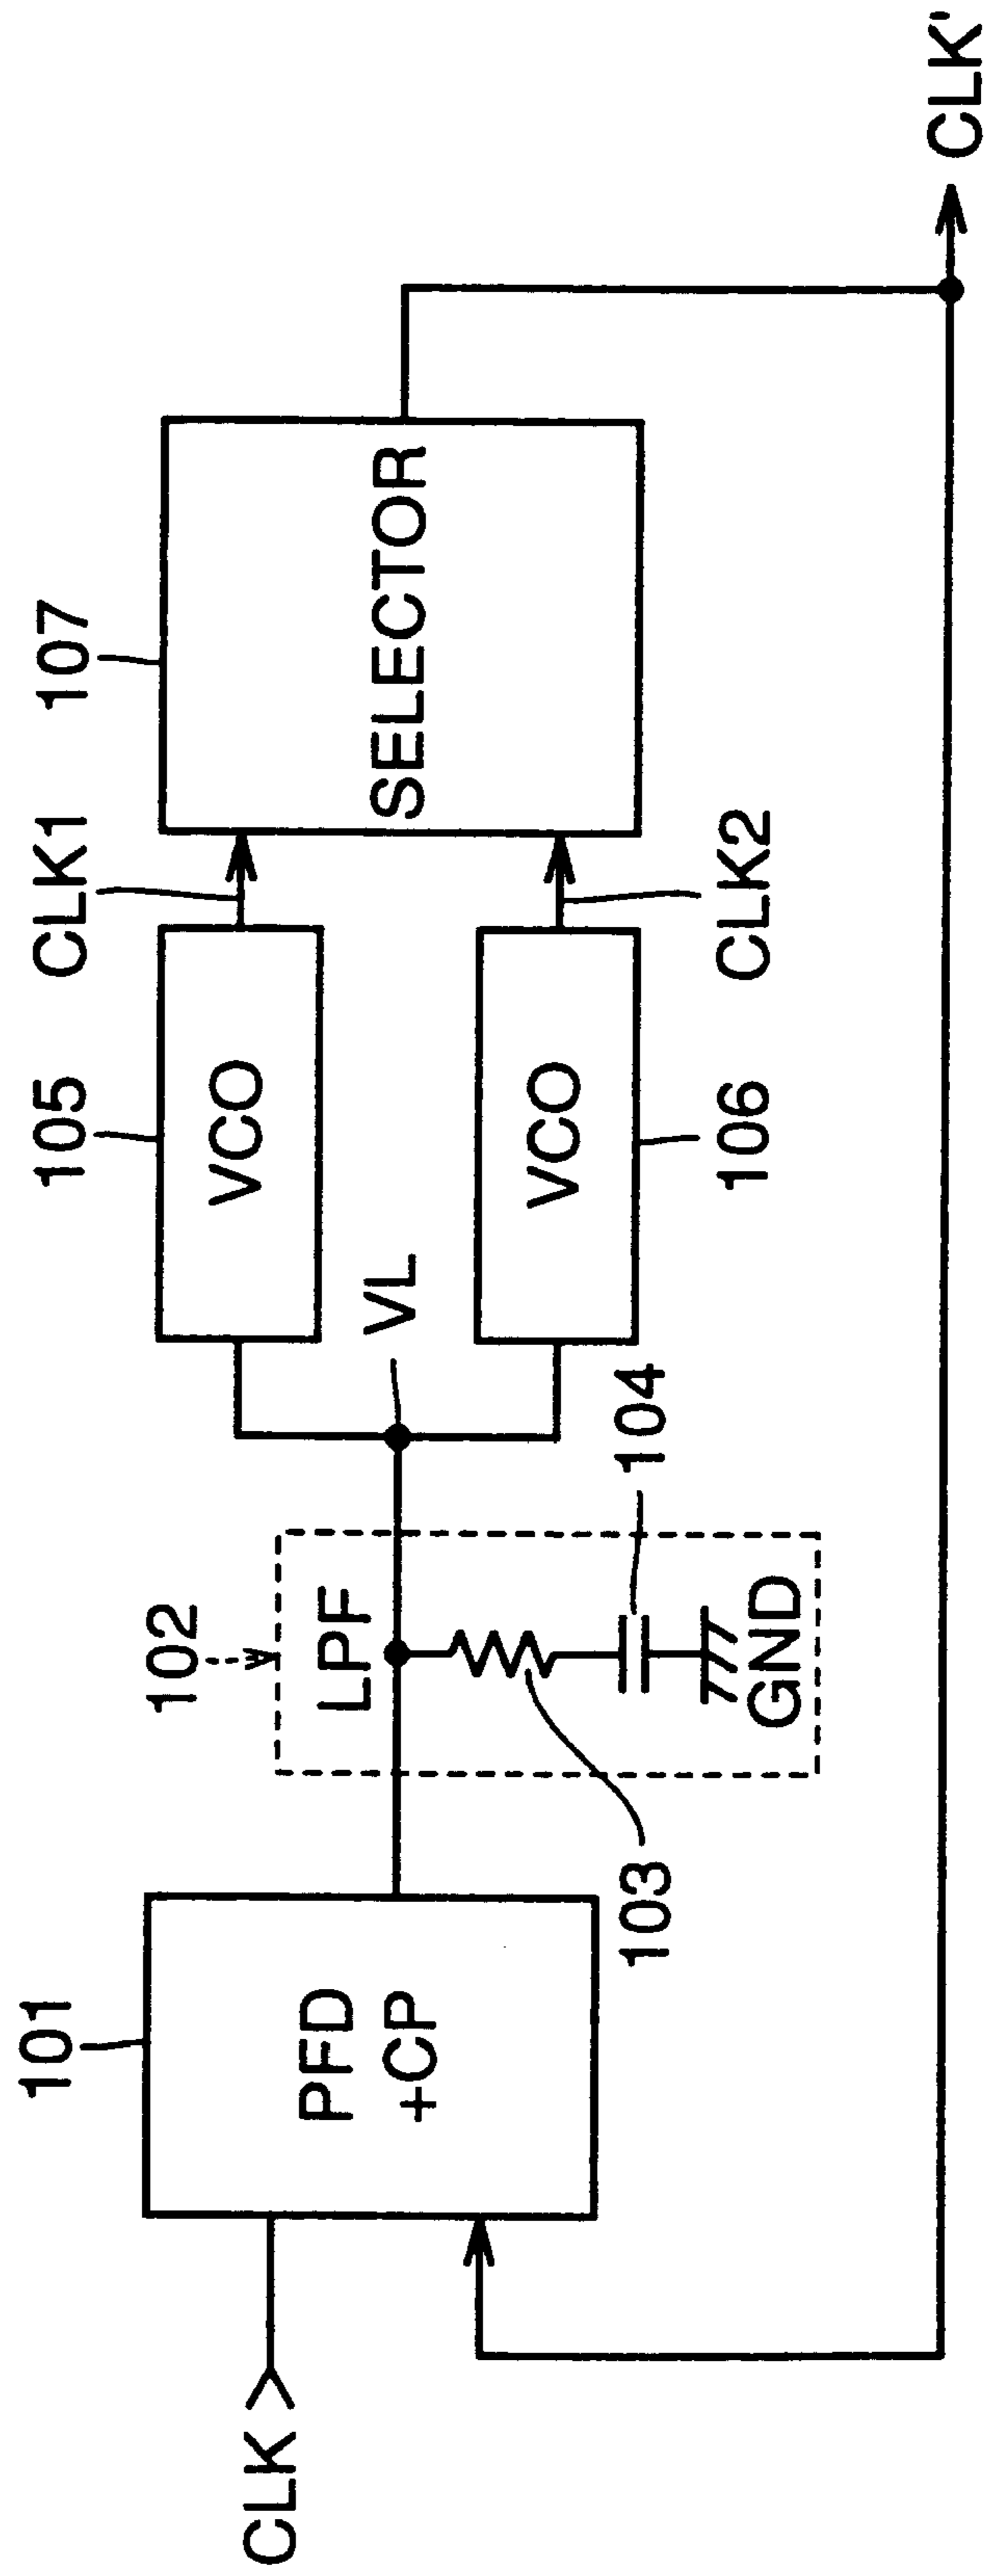 CLK
101
PFD
+CP
102
LPF
103
104
GND
VL
105
VCO
CLK1
106
VCO
CLK2
107
SELECTOR
CLK'